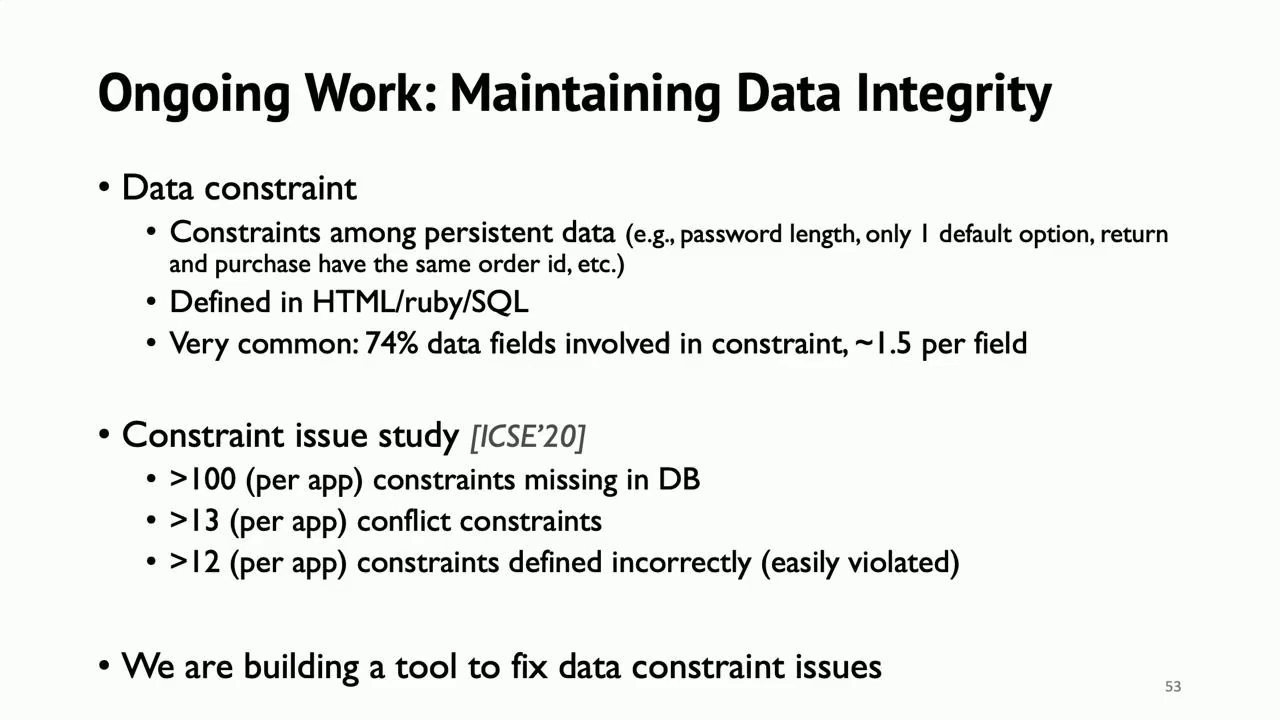 Ongoing Work: Maintaining Data Integrity
• Data constraint
• Constraints among persistent data (e.g., password length, only 1 default option, return
and purchase have the same order id, etc.)
• Defined in HTML/ruby/SQL
• Very common: 74% data fields involved in constraint, ~1.5 per field
• Constraint issue study [ICSE'20]
• >100 (per app) constraints missing in DB
• >13 (per app) conflict constraints
• >12 (per app) constraints defined incorrectly (easily violated)
• We are building a tool to fix data constraint issues
53